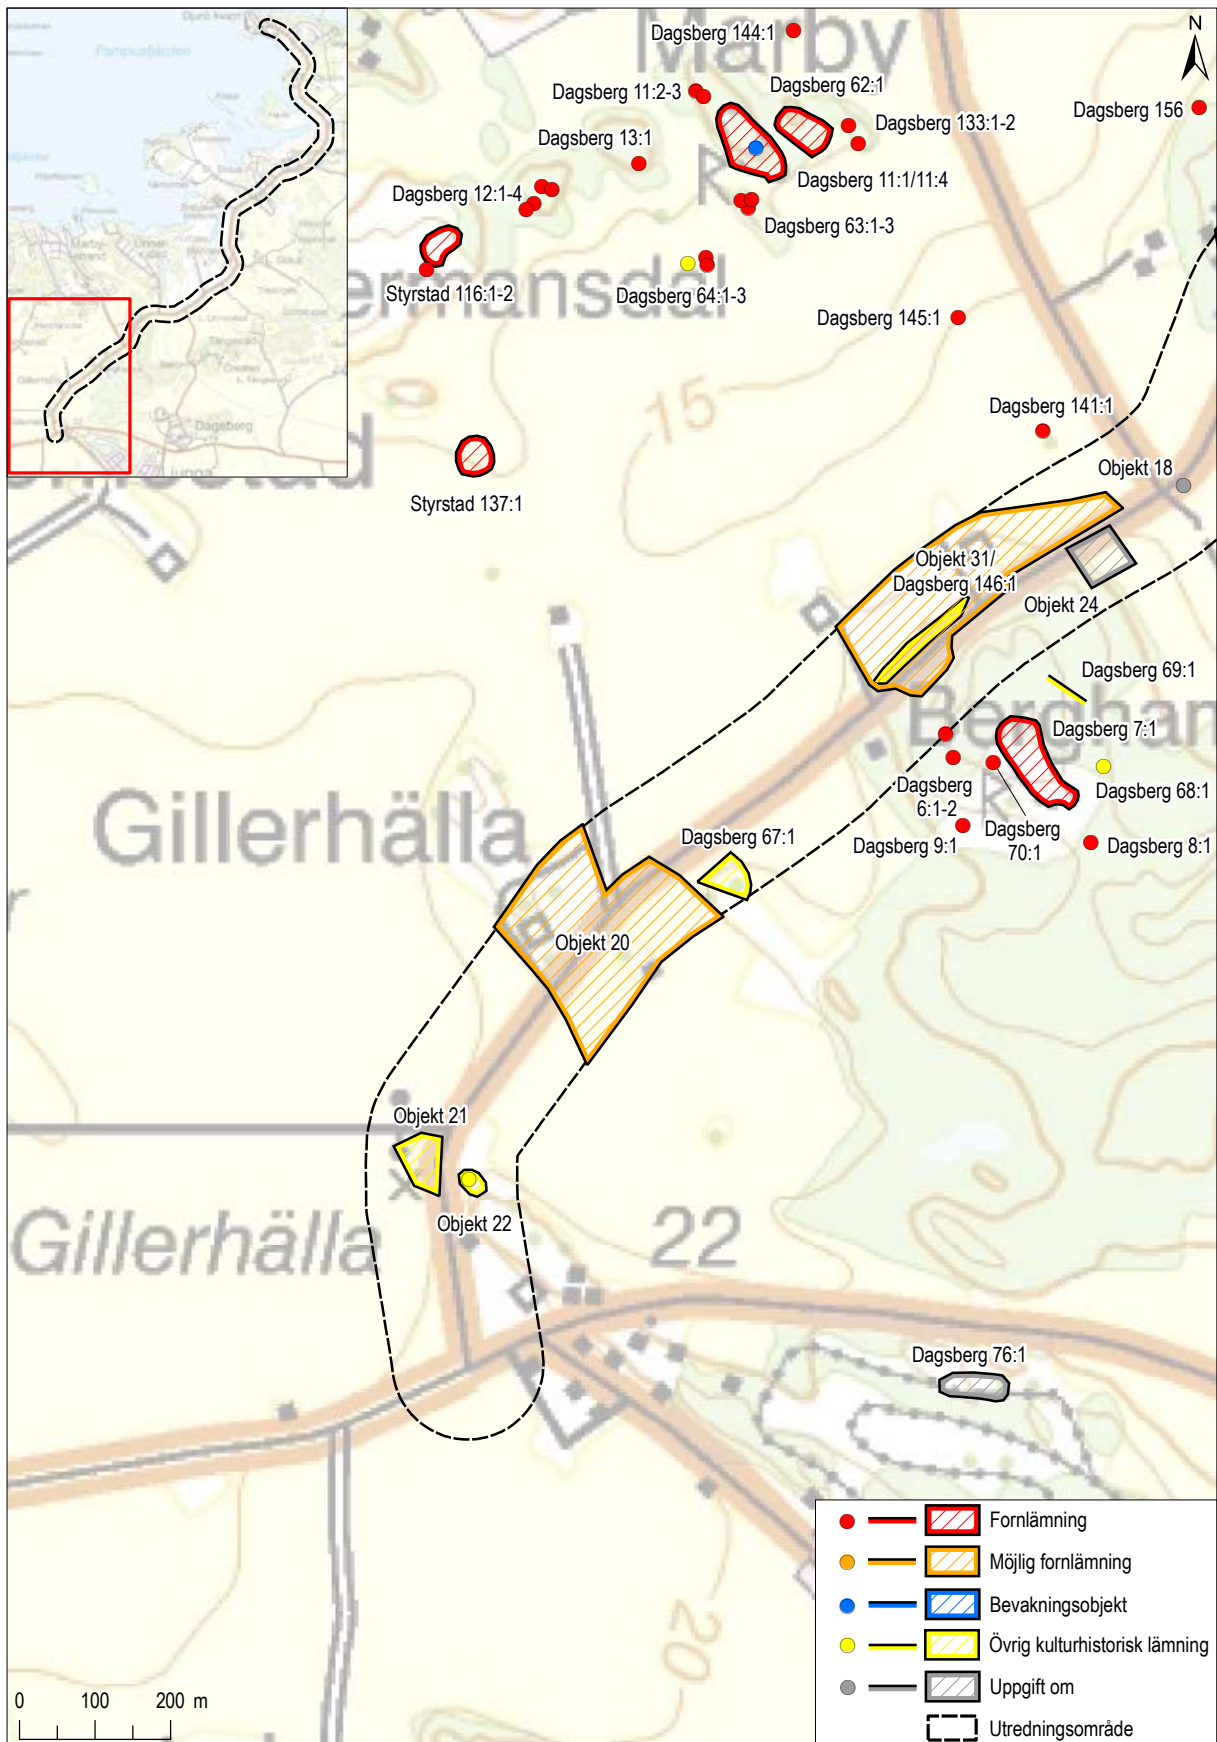 N
Marby
Dagsberg 144:1
Dagsberg 11:2-3
Dagsberg 62:1
Dagsberg 156
Dagsberg 133:1-2
Dagsberg 13:1
Dagsberg 11:1/11:4
Dagsberg 12:1-4
R
Dagsberg 63:1-3
Styrstad 116:1-2
Dagsberg 64:1-3
ermansdal
Dagsberg 145:1
15
Dagsberg 141:1
Dageberg
Objekt 18
Styrstad 137:1
Objekt 31/
Dagsberg 146:1
Objekt 24
Dagsberg 69:1
Bergham
Dagsberg 7:1
Dagsberg
6:1-2
Dagsberg 68:1
R
Gillerhälla
Dagsberg 67:1
Dagsberg 9:1
Dagsberg
70:1
Dagsberg 8:1
Objekt 20
Objekt 21
Objekt 22
Gillerhälla
22
Dagsberg 76:1
20
Fornlämning
Möjlig fornlämning
Bevakningsobjekt
Övrig kulturhistorisk lämning
Uppgift om
Utredningsområde
0 100 200 m